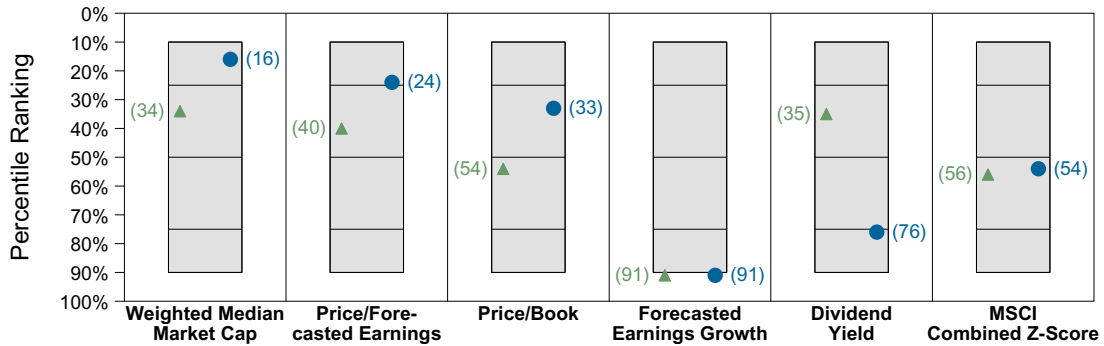 Percentile Ranking
0%
10%
20%
30%
40%
50%
60%
70%
80%
90%
100%
(34)
(16)
(40)
(24)
(54)
(33)
(91)
(91)
(35)
(76)
(56)
(54)
Weighted Median
Market Cap
Price/Fore-
casted Earnings
Price/Book
Forecasted
Earnings Growth
Dividend
Yield
MSCI
Combined Z-Score